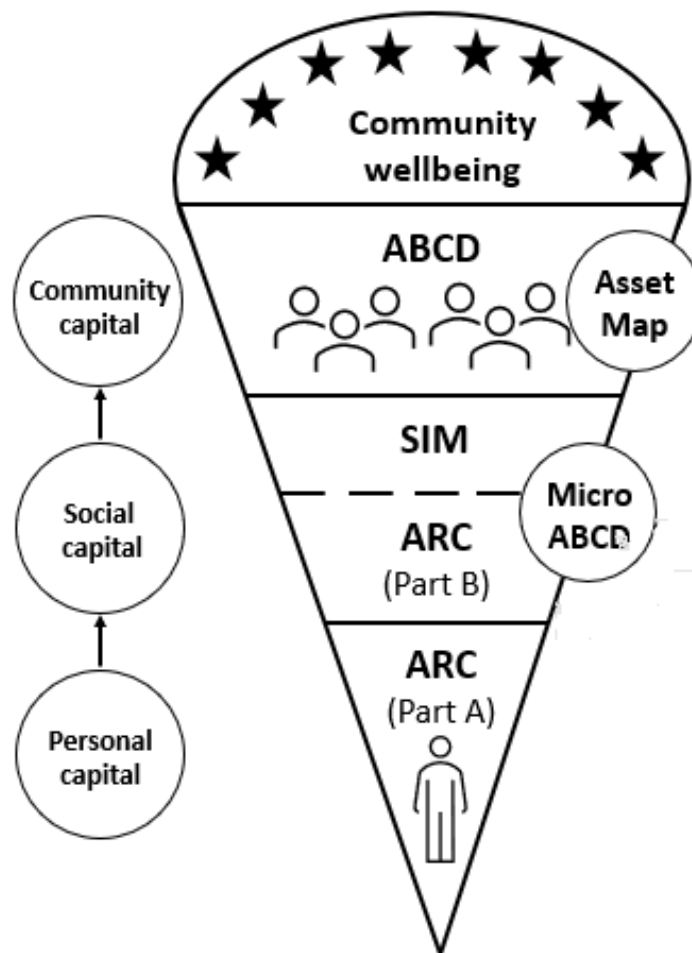 Community
wellbeing
ABCD
Community
capital
Asset
Map
SIM
Social
capital
Micro
ABCD
ARC
(Part B)
ARC
(Part A)
Personal
capital